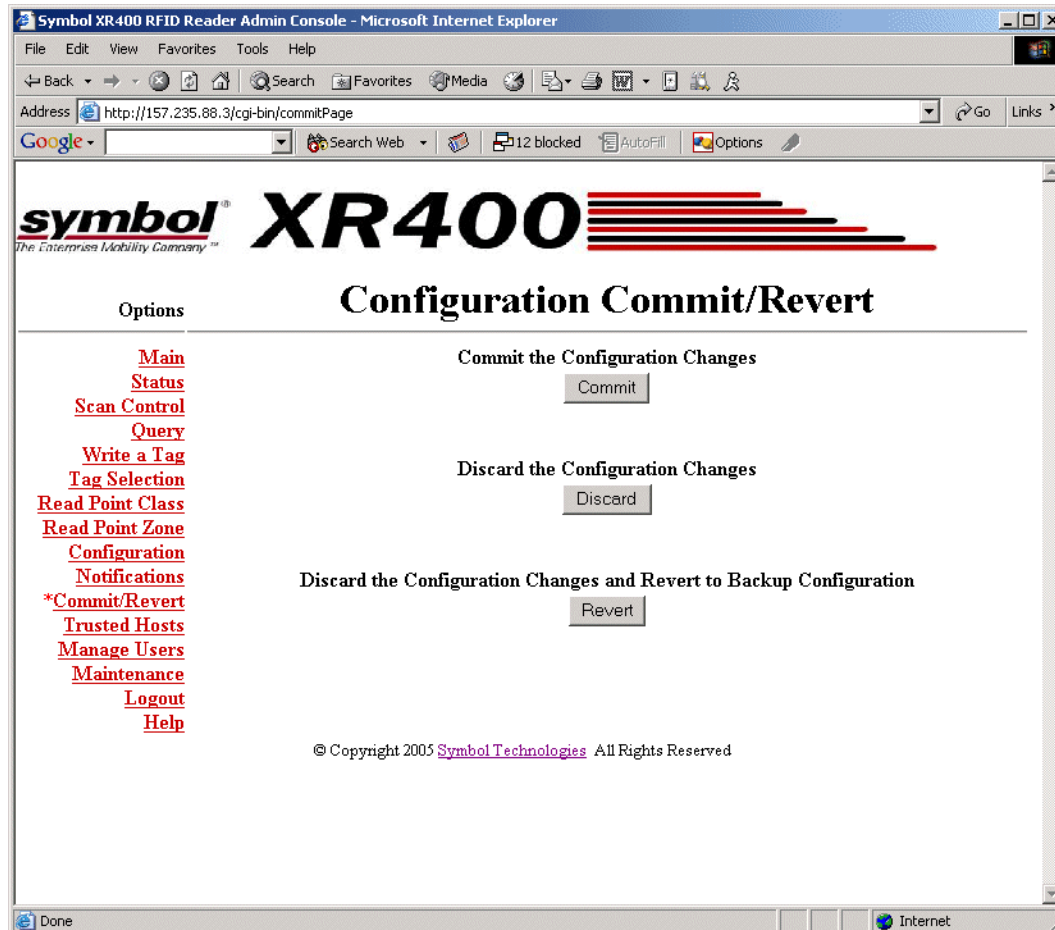 Symbol XR400 RFID Reader Admin Console - Microsoft Internet Explorer
File Edit View Favorites Tools Help
Back Search Favorites Media
Address http://157.235.88.3/cgi-bin/commitPage Go Links »
Google Search Web 12 blocked AutoFill Options
symbol® XR400
The Enterprise Mobility Company ™
Options
Configuration Commit/Revert
Main
Status
Scan Control
Query
Write a Tag
Tag Selection
Read Point Class
Read Point Zone
Configuration
Notifications
*Commit/Revert
Trusted Hosts
Manage Users
Maintenance
Logout
Help
Commit the Configuration Changes
Commit
Discard the Configuration Changes
Discard
Discard the Configuration Changes and Revert to Backup Configuration
Revert
© Copyright 2005 Symbol Technologies All Rights Reserved
Done Internet